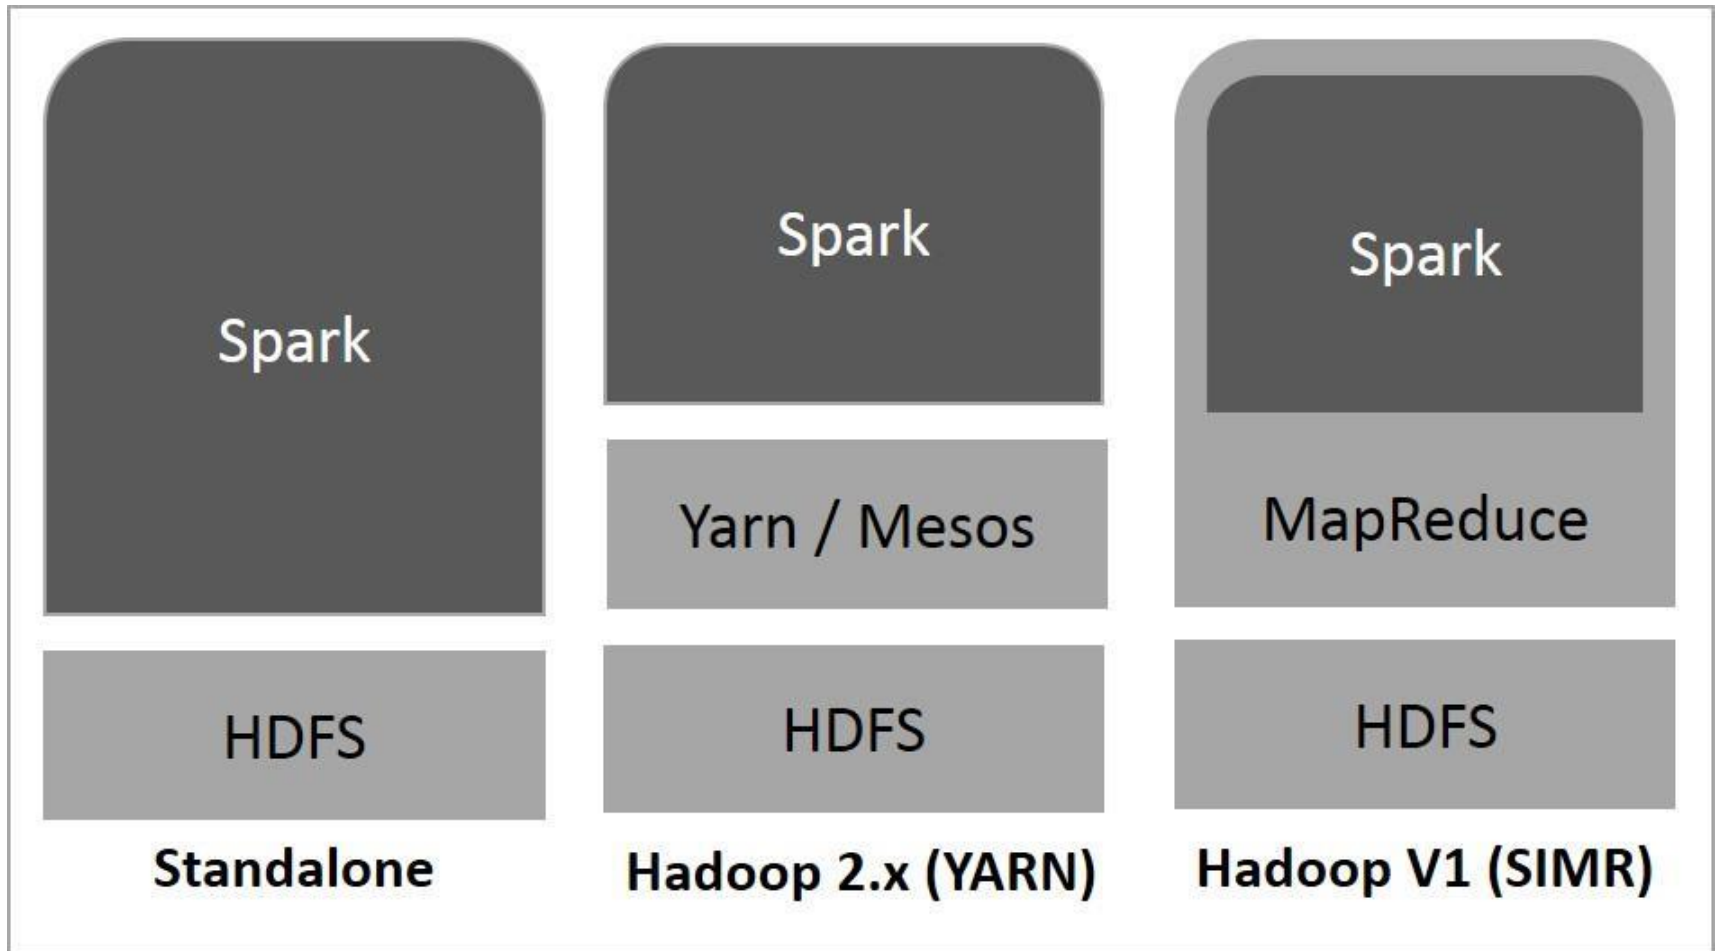 Spark
HDFS
Standalone
Spark
Yarn / Mesos
HDFS
Hadoop 2.x (YARN)
Spark
MapReduce
HDFS
Hadoop V1 (SIMR)